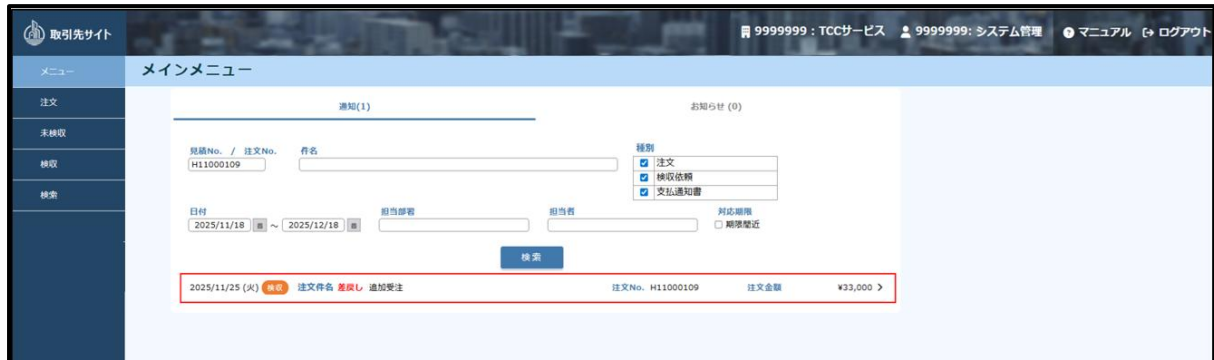 取引先サイト
9999999：TCCサービス 9999999: システム管理 マニュアル ログアウト
メニュー
メインメニュー
注文
未検収
検収
検索
通知(1) お知らせ (0)
見積No. / 注文No. 件名 種別
H11000109 注文
検収依頼
支払通知書
日付 担当部署 担当者 対応期限
2025/11/18 ～ 2025/12/18 期限間近
検索
2025/11/25 (火) 検収 注文件名 差戻し 追加受注 注文No. H11000109 注文金額 ¥33,000